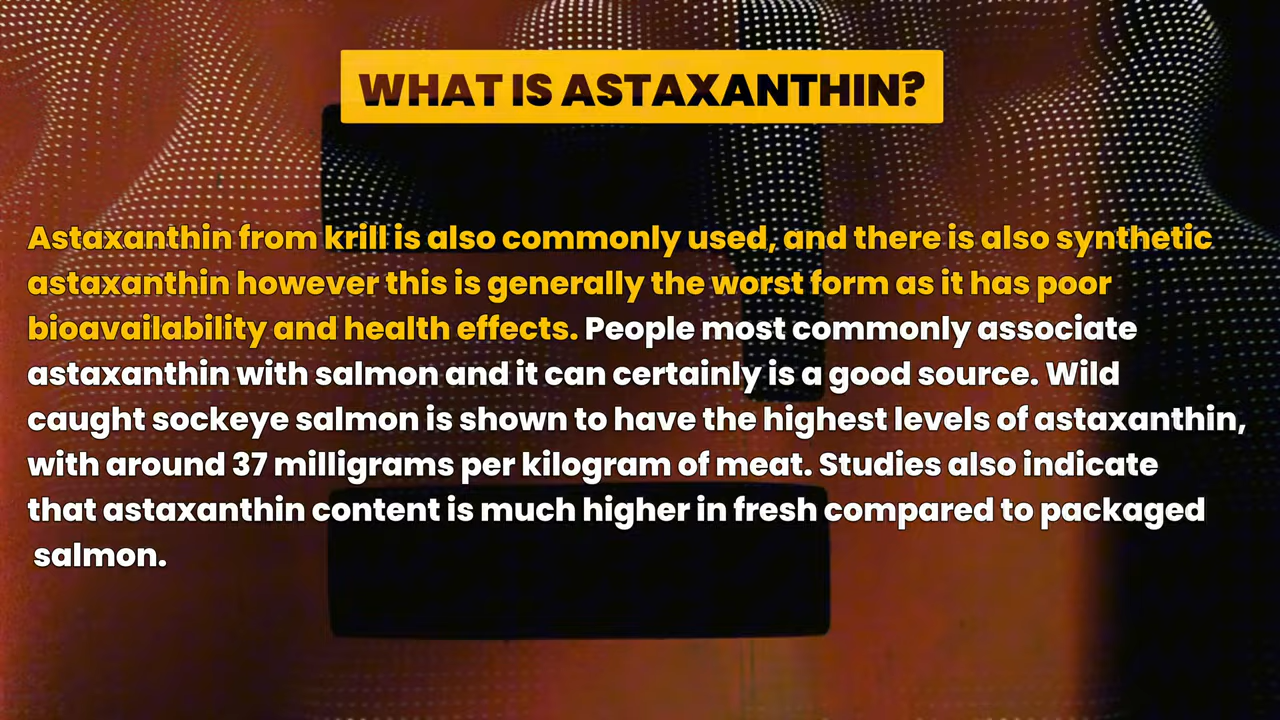 WHAT IS ASTAXANTHIN?
Astaxanthin from krill is also commonly used, and there is also synthetic
astaxanthin however this is generally the worst form as it has poor
bioavailability and health effects. People most commonly associate
astaxanthin with salmon and it can certainly is a good source. Wild
caught sockeye salmon is shown to have the highest levels of astaxanthin,
with around 37 milligrams per kilogram of meat. Studies also indicate
that astaxanthin content is much higher in fresh compared to packaged
salmon.